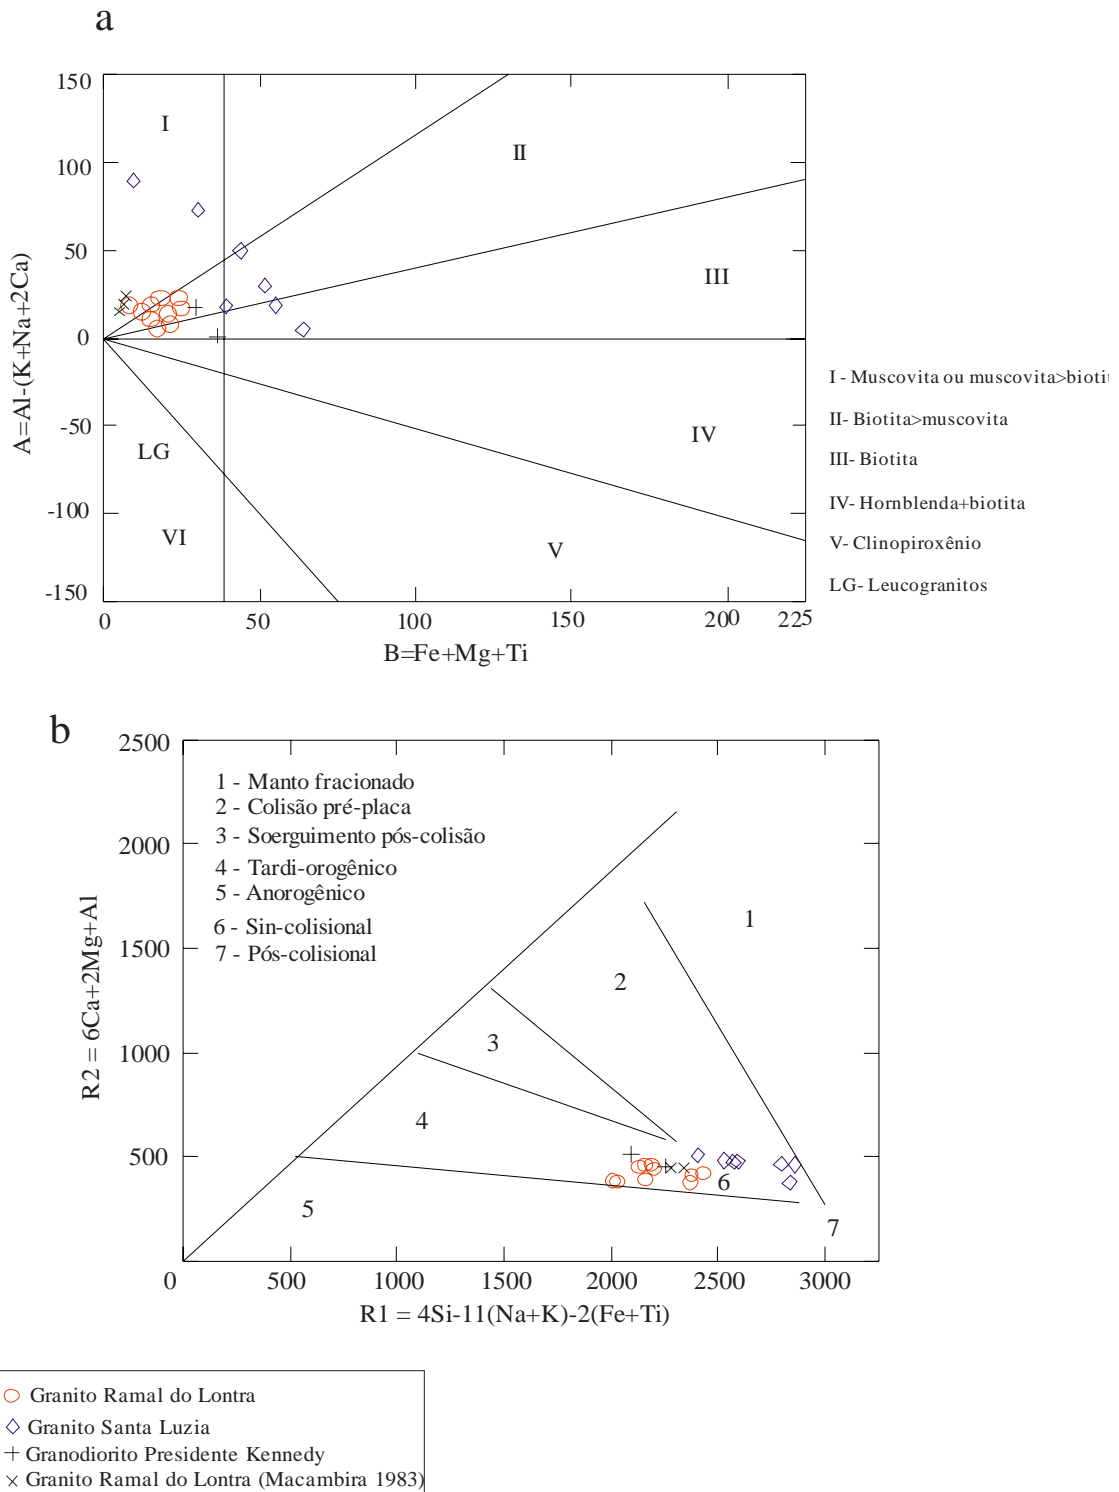 a
150
100
50
0
-50
-100
-150
A=Al-(K+Na+2Ca)
I
II
III
IV
V
VI
LG
0
50
100
150
200
225
B=Fe+Mg+Ti
I - Muscovita ou muscovita>biotit
II- Biotita>muscovita
III- Biotita
IV- Hornblenda+biotita
V- Clinopiroxênio
LG- Leucogranitos
b
2500
2000
1500
1000
500
R2 = 6Ca+2Mg+Al
1 - Manto fracionado
2 - Colisão pré-placa
3 - Soerguimento pós-colisão
4 - Tardi-orogênico
5 - Anorogênico
6 - Sin-colisional
7 - Pós-colisional
1
2
3
4
5
6
7
0
500
1000
1500
2000
2500
3000
R1 = 4Si-11(Na+K)-2(Fe+Ti)
Granito Ramal do Lontra
Granito Santa Luzia
Granodiorito Presidente Kennedy
Granito Ramal do Lontra (Macambira 1983)